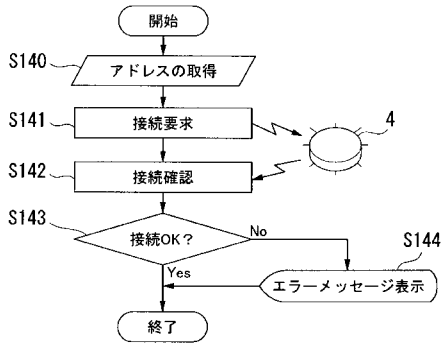 開始
S140
アドレスの取得
S141
接続要求
4
S142
接続確認
S143
接続OK?
No
S144
Yes
エラーメッセージ表示
終了